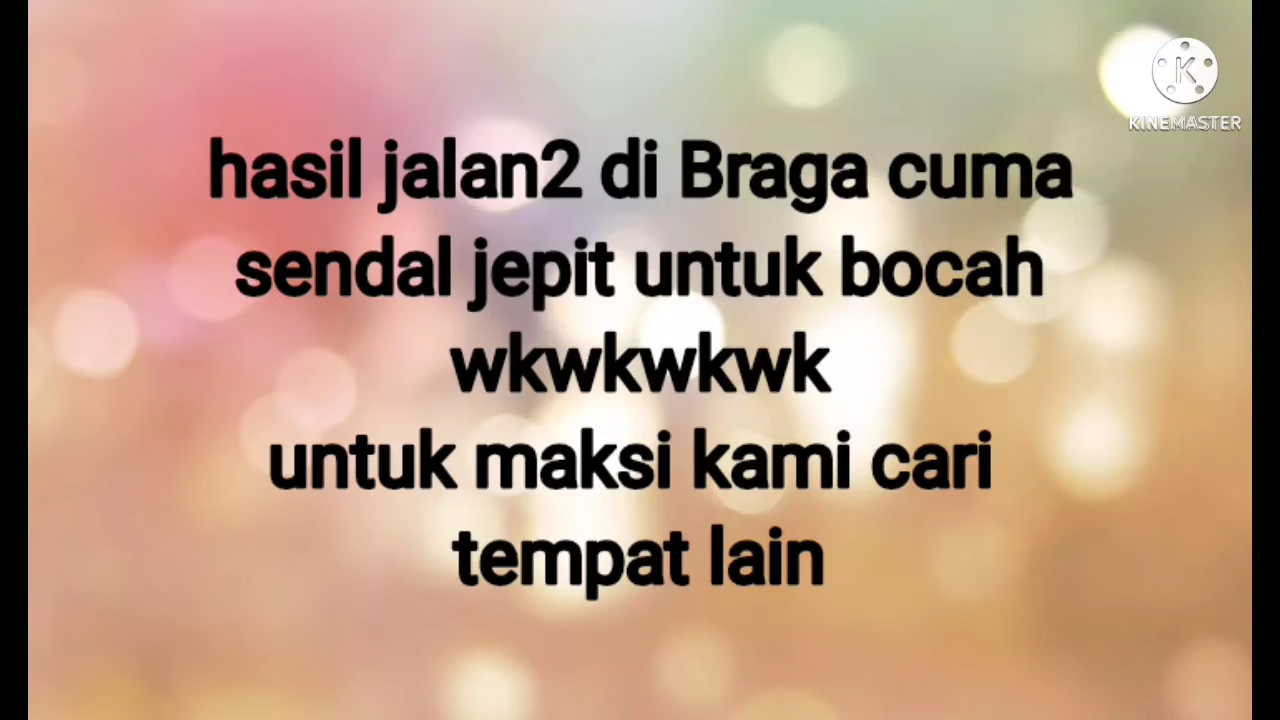 KINEMASTER
hasil jalan2 di Braga cuma
sendal jepit untuk bocah
wkwkwkwk
untuk maksi kami cari
tempat lain